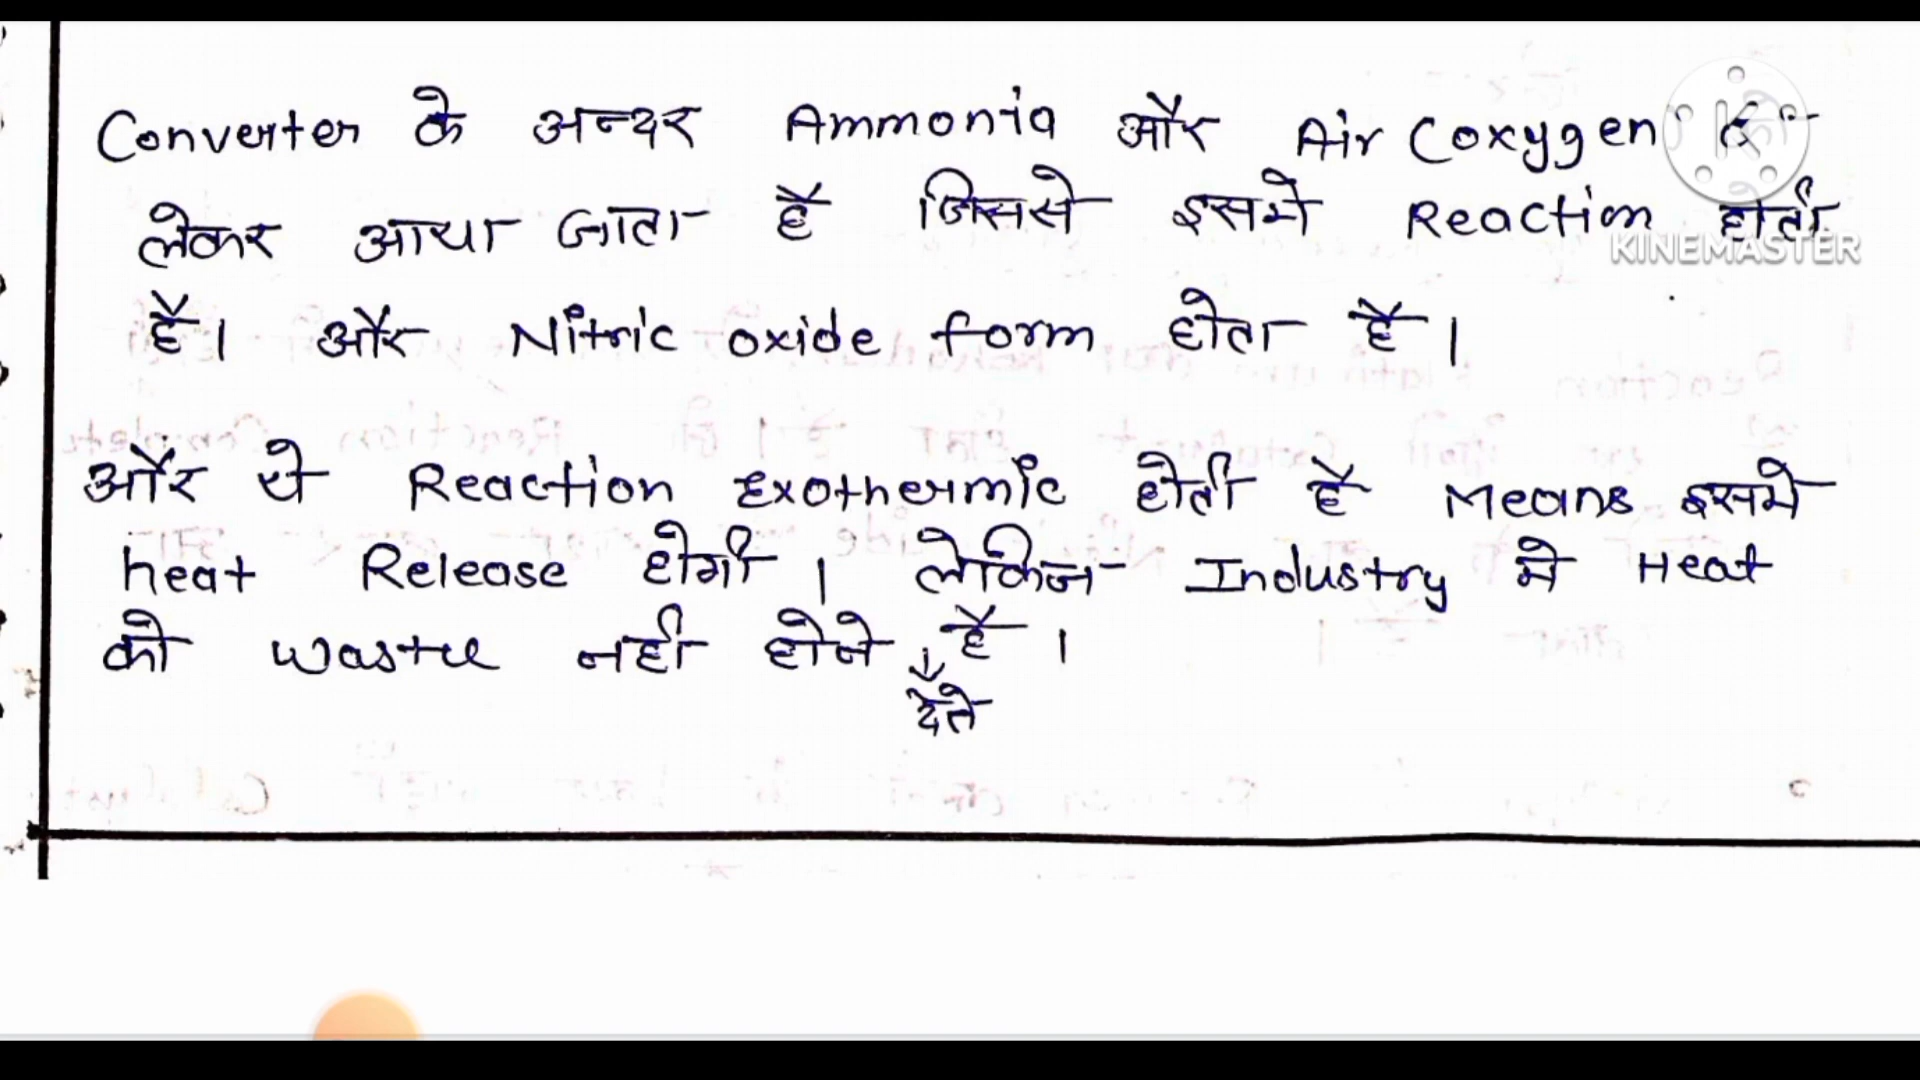 Converter के अन्दर Ammonia और Air (oxygen
लेकर आया जाता है जिससे इसमे Reaction होती
KINEMASTER
है। और Nitric oxide form होता है।
और ये Reaction Exothermic होती है Means इसमे
heat Release होगी। लेकिन Industry मे Heat
को waste नही होने है।
देते